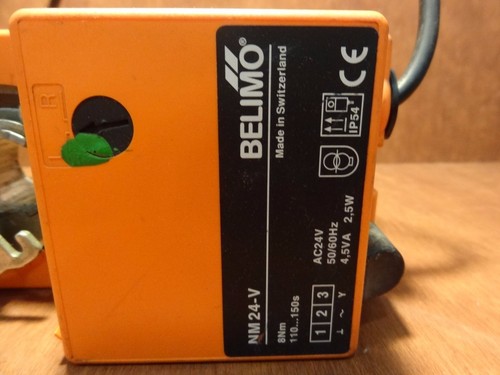 BELIMO®
Made in Switzerland
CE
IP54
NM24-V
AC24V
50/60Hz
4,5VA 2,5W
8Nm
110...150s
1 2 3
⊥ ~ Y
R